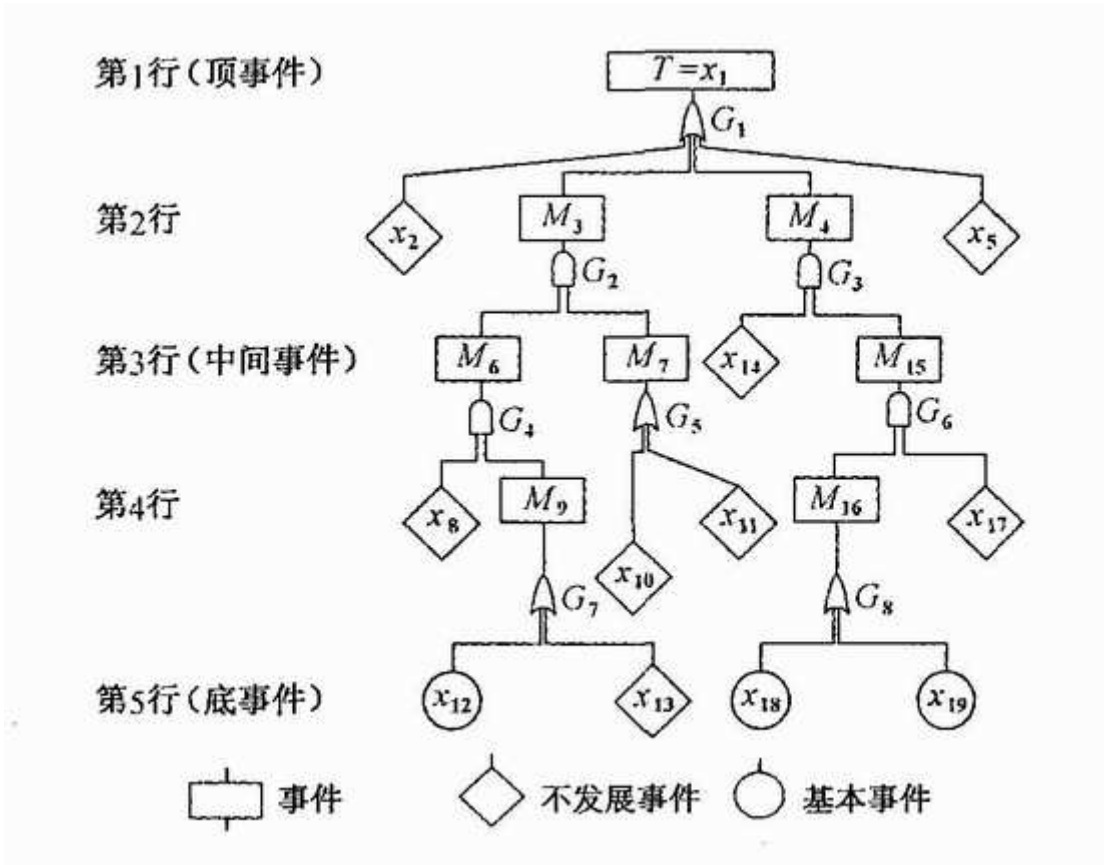 第1行(顶事件)
T=x₁
G₁
第2行
x₂
M₃
M₄
x₅
G₂
G₃
第3行(中间事件)
M₆
M₇
x₁₄
M₁₅
G₄
G₅
G₆
第4行
x₈
M₉
x₁₀
x₁₁
M₁₆
x₁₇
G₇
G₈
第5行(底事件)
x₁₂
x₁₃
x₁₈
x₁₉
事件
不发展事件
基本事件